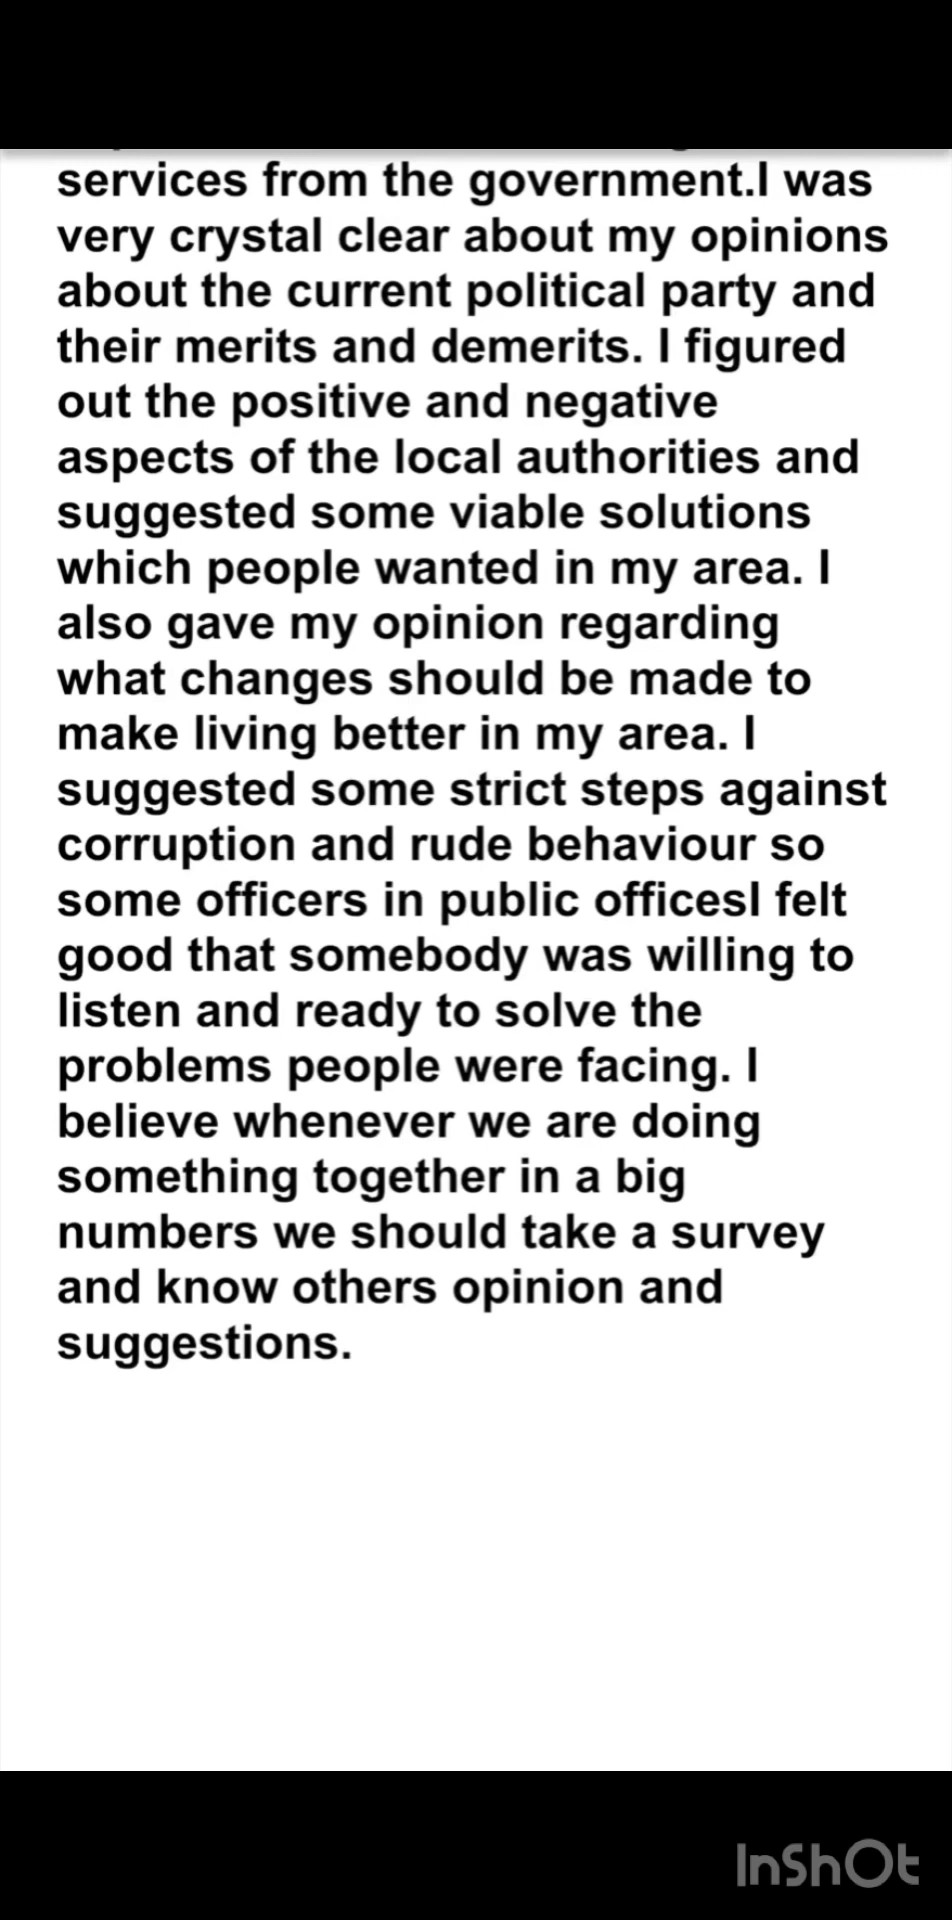 services from the government.I was
very crystal clear about my opinions
about the current political party and
their merits and demerits. I figured
out the positive and negative
aspects of the local authorities and
suggested some viable solutions
which people wanted in my area. I
also gave my opinion regarding
what changes should be made to
make living better in my area. I
suggested some strict steps against
corruption and rude behaviour so
some officers in public officesI felt
good that somebody was willing to
listen and ready to solve the
problems people were facing. I
believe whenever we are doing
something together in a big
numbers we should take a survey
and know others opinion and
suggestions.
InShOt